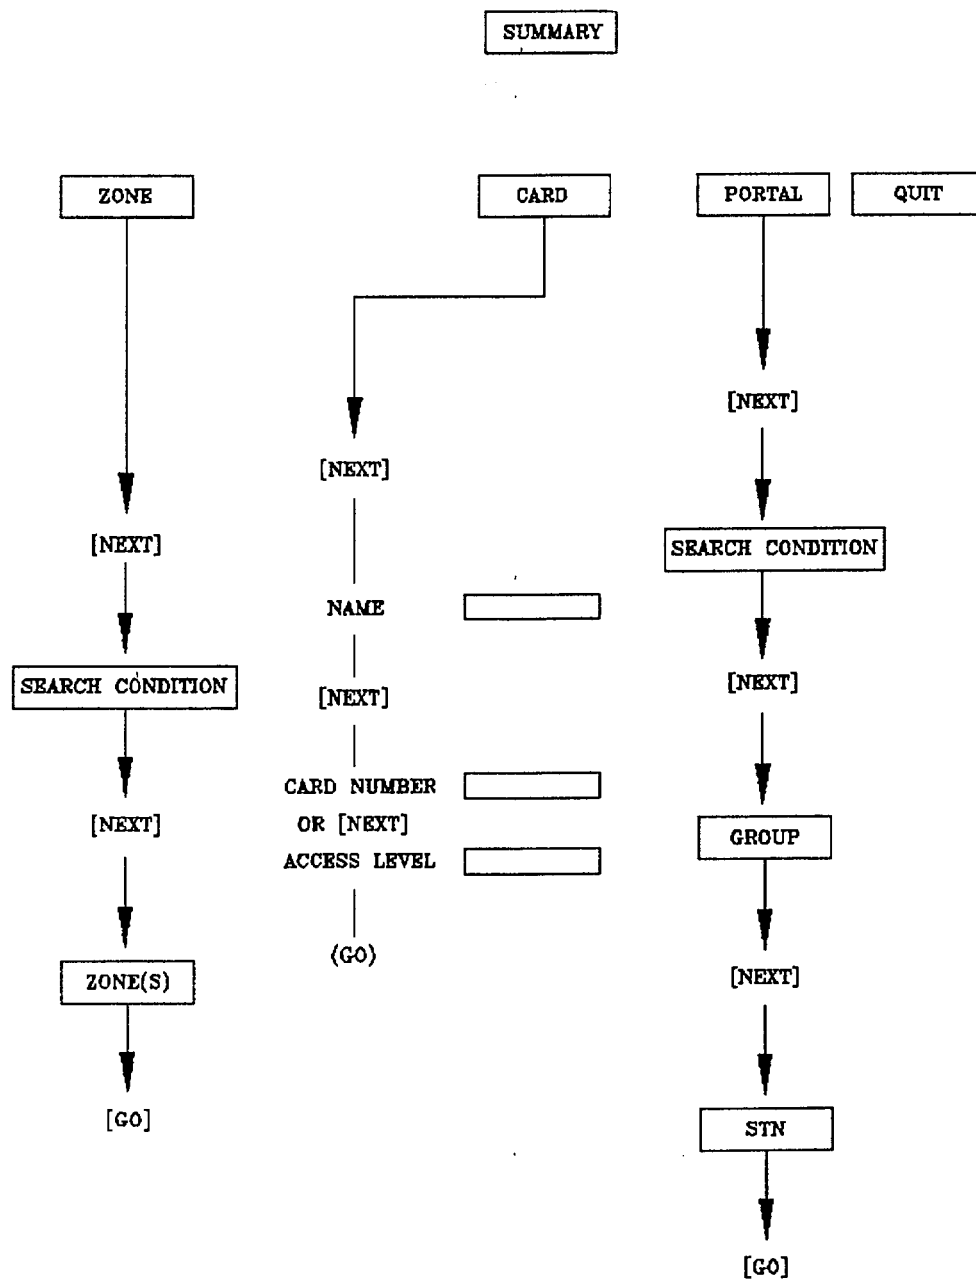 SUMMARY
ZONE
CARD
PORTAL
QUIT
[NEXT]
SEARCH CONDITION
[NEXT]
ZONE(S)
[GO]
[NEXT]
NAME
[NEXT]
CARD NUMBER
OR [NEXT]
ACCESS LEVEL
⟨GO⟩
[NEXT]
SEARCH CONDITION
[NEXT]
GROUP
[NEXT]
STN
[GO]